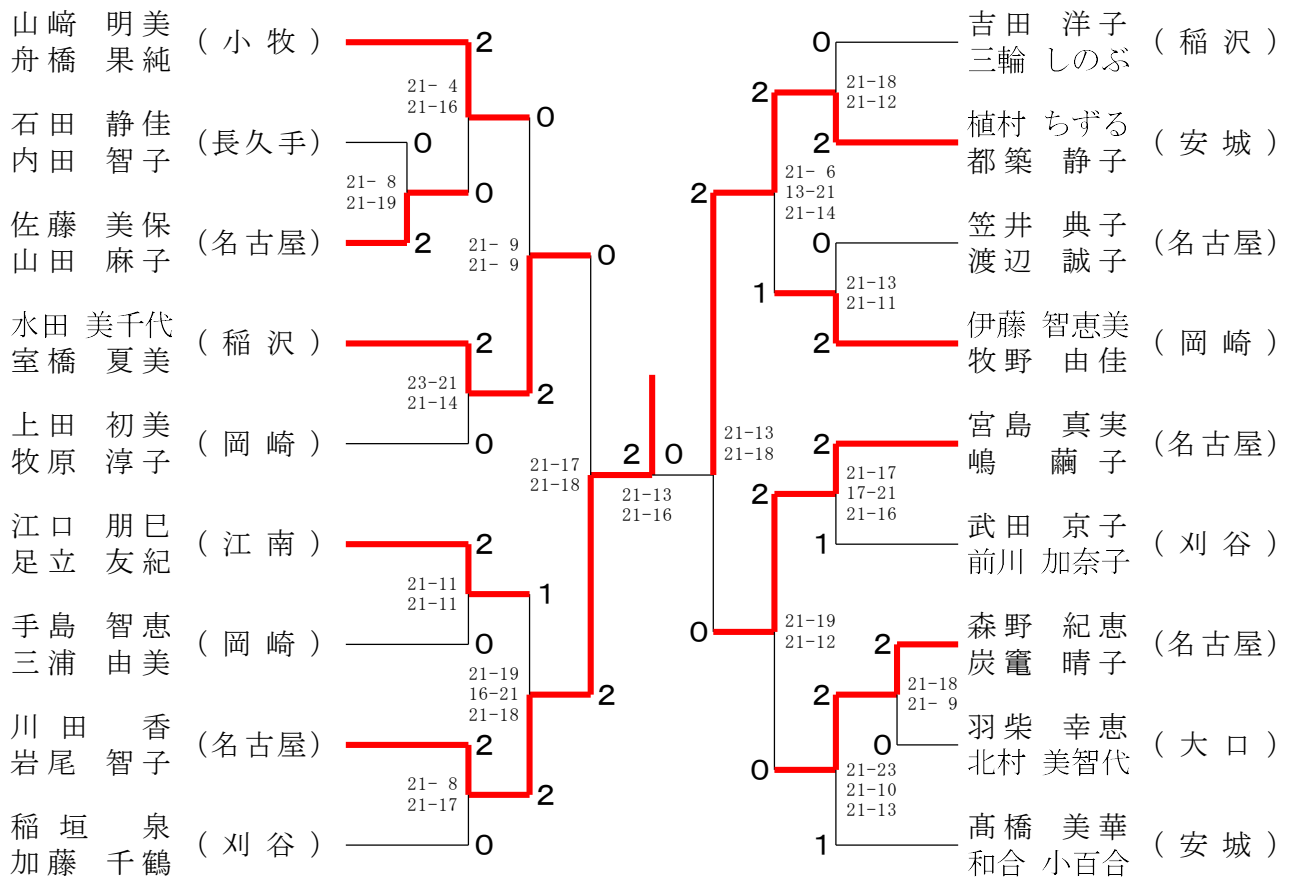 山﨑 明美
舟橋 果純
(小牧)
2
21- 4
21-16
0
石田 静佳
内田 智子
(長久手)
0
21- 8
21-19
0
佐藤 美保
山田 麻子
(名古屋)
2
21- 9
21- 9
0
水田 美千代
室橋 夏美
(稲沢)
2
23-21
21-14
2
上田 初美
牧原 淳子
(岡崎)
0
21-17
21-18
江口 朋巳
足立 友紀
(江南)
2
21-11
21-11
1
手島 智恵
三浦 由美
(岡崎)
0
21-19
16-21
21-18
2
川田 香
岩尾 智子
(名古屋)
2
21- 8
21-17
2
稲垣 泉
加藤 千鶴
(刈谷)
0
2
0
21-13
21-16
吉田 洋子
三輪 しのぶ
(稲沢)
0
21-18
21-12
2
植村 ちずる
都築 静子
(安城)
2
21- 6
13-21
21-14
2
笠井 典子
渡辺 誠子
(名古屋)
0
21-13
21-11
1
伊藤 智恵美
牧野 由佳
(岡崎)
2
21-13
21-18
宮島 真実
嶋 繭子
(名古屋)
2
21-17
17-21
21-16
2
武田 京子
前川 加奈子
(刈谷)
1
21-19
21-12
0
森野 紀恵
炭竃 晴子
(名古屋)
2
21-18
21- 9
2
羽柴 幸恵
北村 美智代
(大口)
0
21-23
21-10
21-13
0
髙橋 美華
和合 小百合
(安城)
1